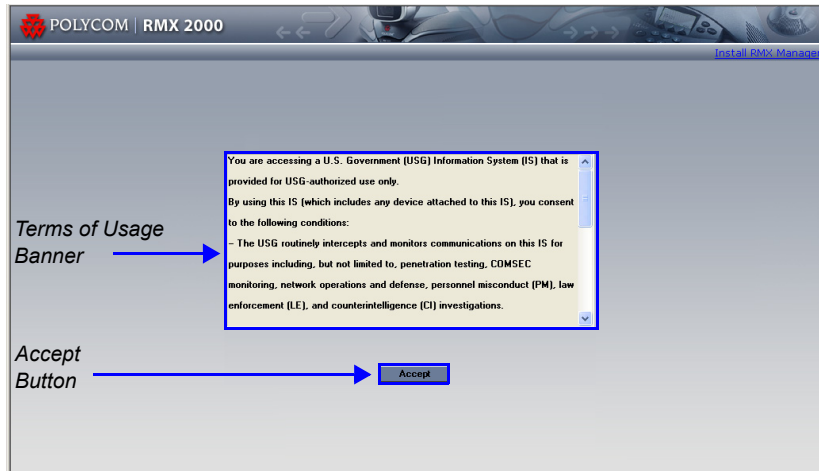 POLYCOM | RMX 2000
Install RMX Manager
You are accessing a U.S. Government (USG) Information System (IS) that is
provided for USG-authorized use only.
By using this IS (which includes any device attached to this IS), you consent
to the following conditions:
– The USG routinely intercepts and monitors communications on this IS for
purposes including, but not limited to, penetration testing, COMSEC
monitoring, network operations and defense, personnel misconduct (PM), law
enforcement (LE), and counterintelligence (CI) investigations.
Terms of Usage
Banner
Accept
Button
Accept